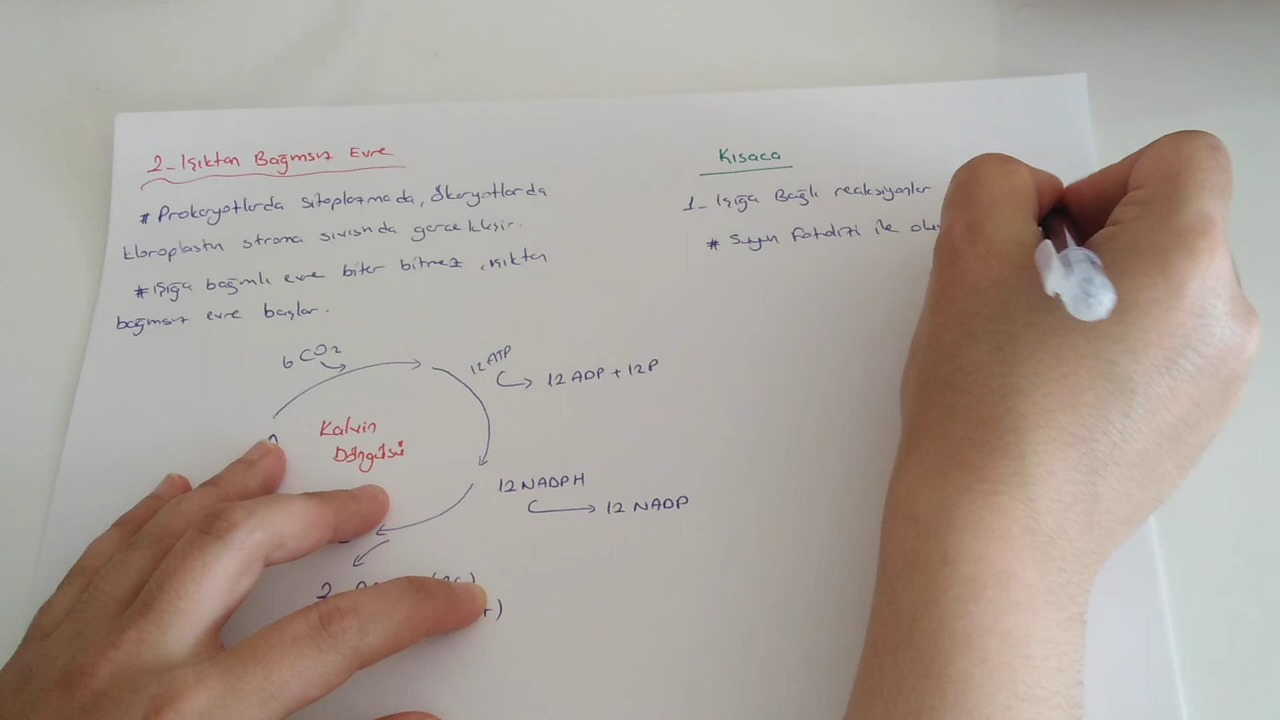 2- Işıktan Bağımsız Evre
# Prokaryotlarda sitoplazmada, ökaryotlarda
kloroplastın stroma sıvısında gerçekleşir.
# ışığa bağımlı evre biter bitmez, ışıktan
bağımsız evre başlar.
6 CO2
12 ATP
12 ADP + 12P
Kalvin
Döngüsü
12 NADPH
12 NADP
2
Kısaca
1- Işığa Bağlı reaksiyonlar
# Suyun fotolizi ile